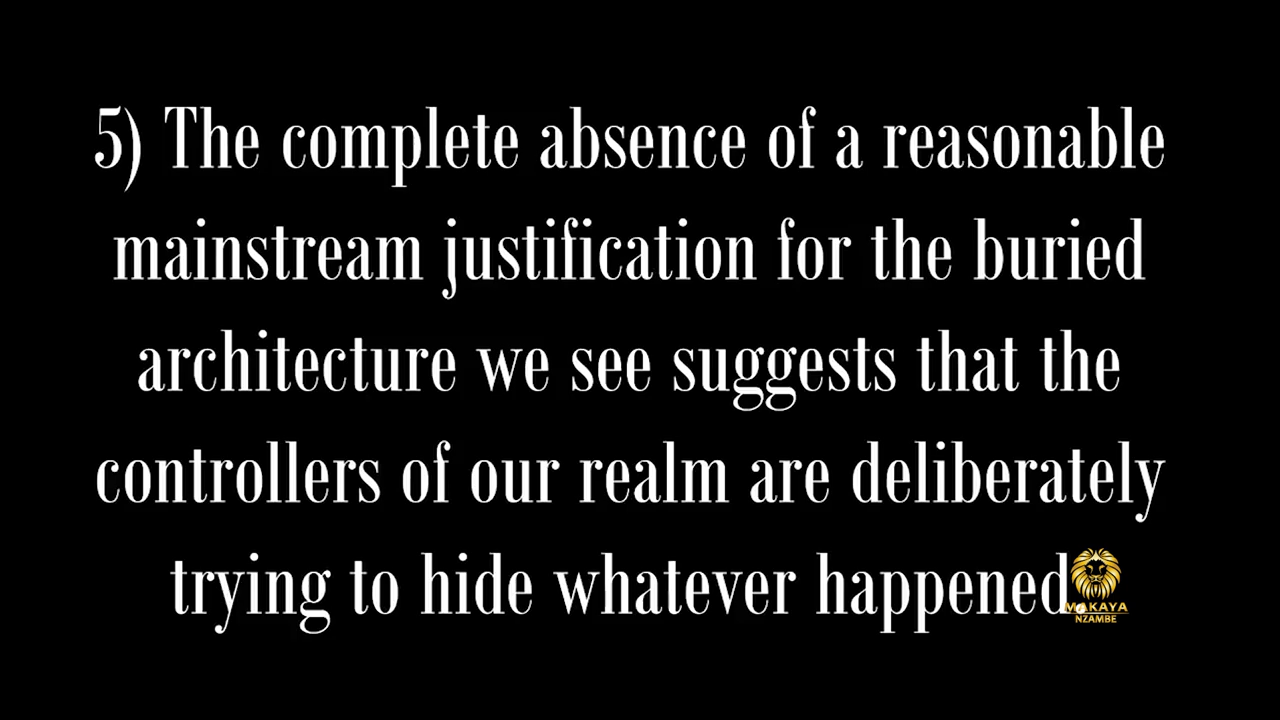 5) The complete absence of a reasonable
mainstream justification for the buried
architecture we see suggests that the
controllers of our realm are deliberately
trying to hide whatever happened.
MAKAYA
NZAMBE